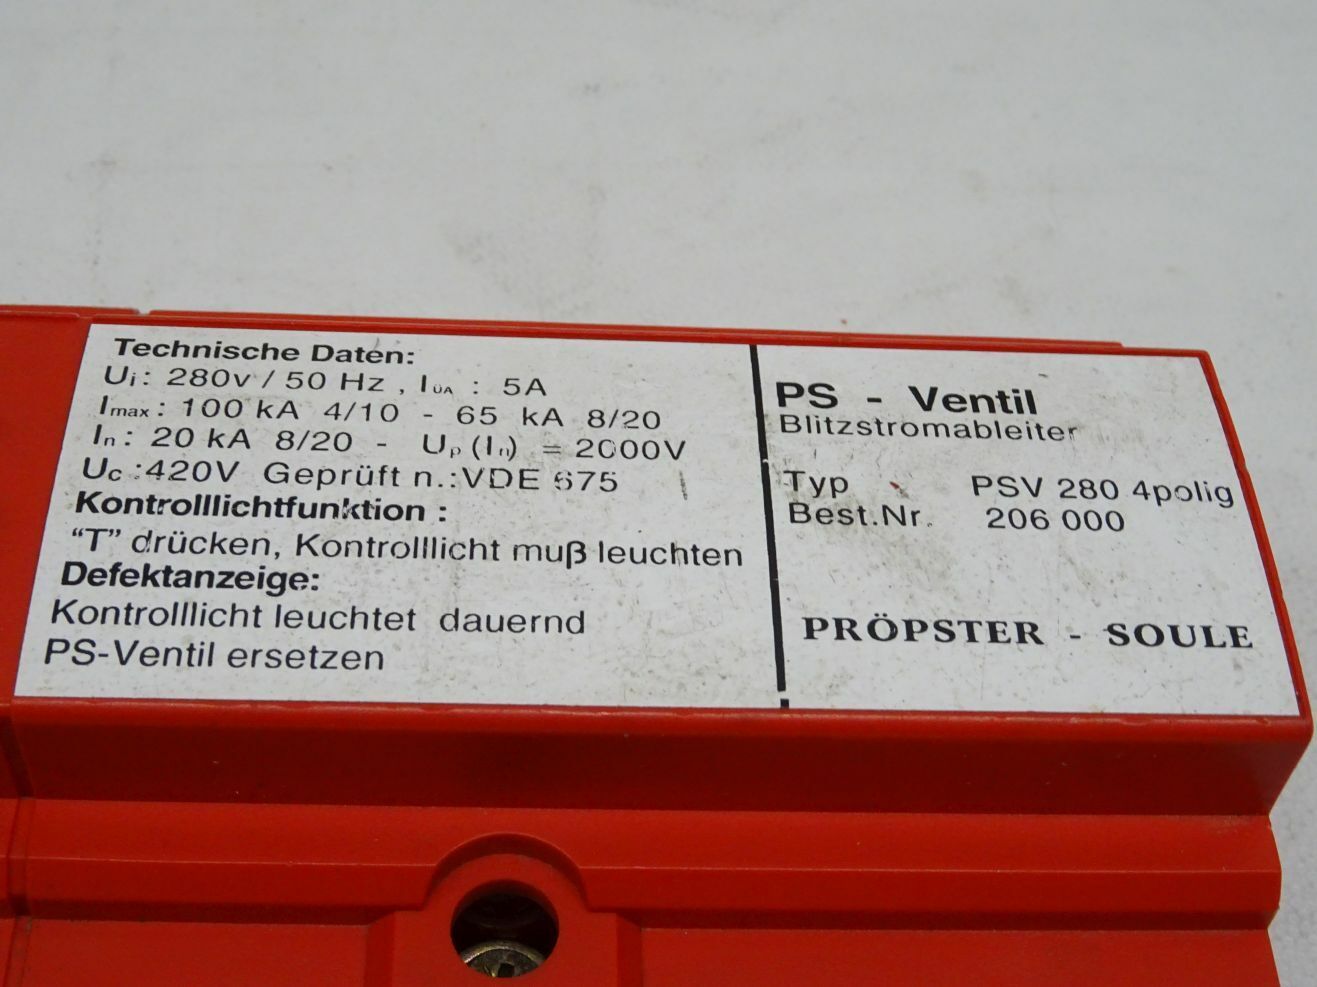 Technische Daten:
Ui: 280v / 50 Hz , IüA : 5A
Imax: 100 kA 4/10 - 65 kA 8/20
In: 20 kA 8/20 - Up (In) = 2000V
Uc :420V Geprüft n.:VDE 675
Kontrolllichtfunktion :
“T” drücken, Kontrolllicht muß leuchten
Defektanzeige:
Kontrolllicht leuchtet dauernd
PS-Ventil ersetzen
PS - Ventil
Blitzstromableiter
Typ PSV 280 4polig
Best.Nr. 206 000
PRÖPSTER - SOULE